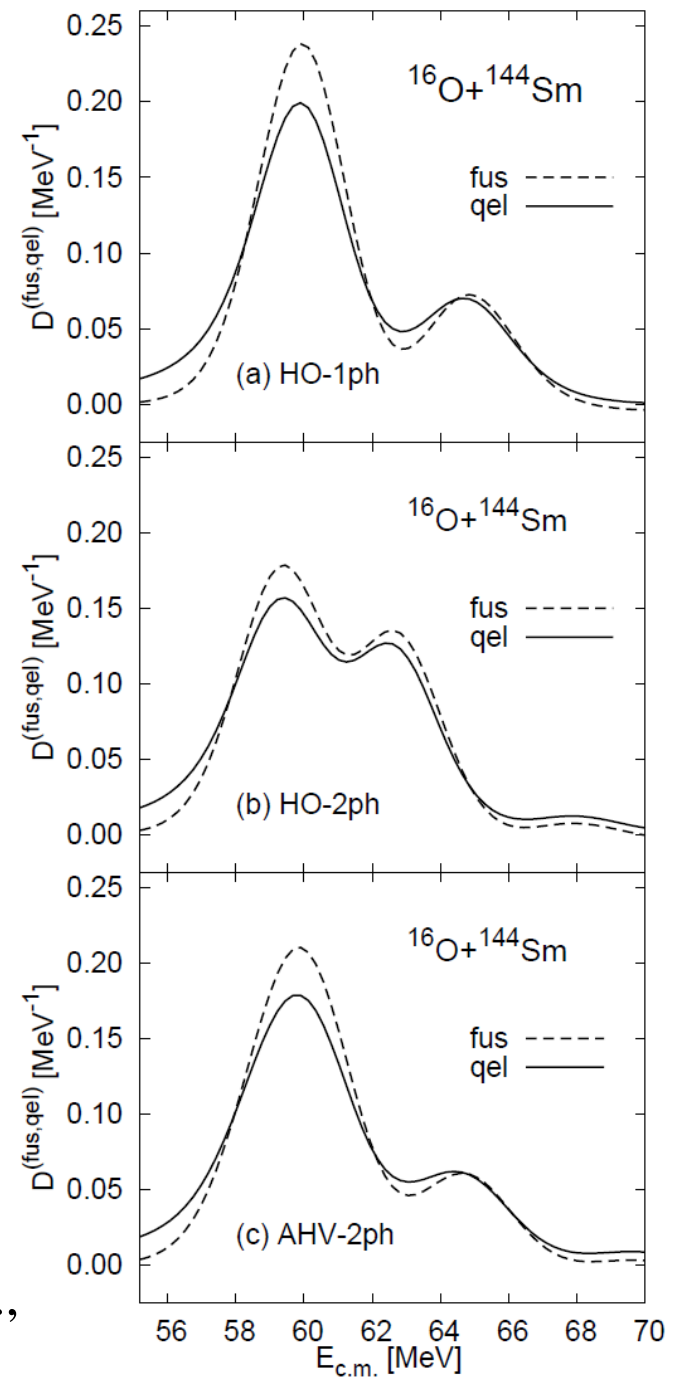 0.25
0.20
0.15
0.10
0.05
0.00
D(fus,qel) [MeV-1]
16O+144Sm
fus
qel
(a) HO-1ph
0.25
0.20
0.15
0.10
0.05
0.00
D(fus,qel) [MeV-1]
16O+144Sm
fus
qel
(b) HO-2ph
0.25
0.20
0.15
0.10
0.05
0.00
D(fus,qel) [MeV-1]
16O+144Sm
fus
qel
(c) AHV-2ph
56 58 60 62 64 66 68 70
Ec.m. [MeV]
.,